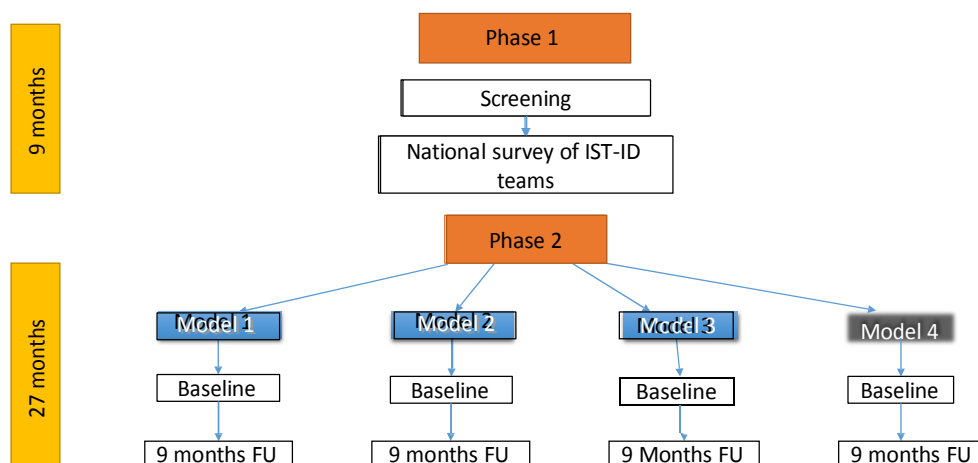 Phase 1
9 months
Screening
National survey of IST-ID
teams
Phase 2
27 months
Model 1
Model 2
Model 3
Model 4
Baseline
Baseline
Baseline
Baseline
9 months FU
9 months FU
9 Months FU
9 months FU